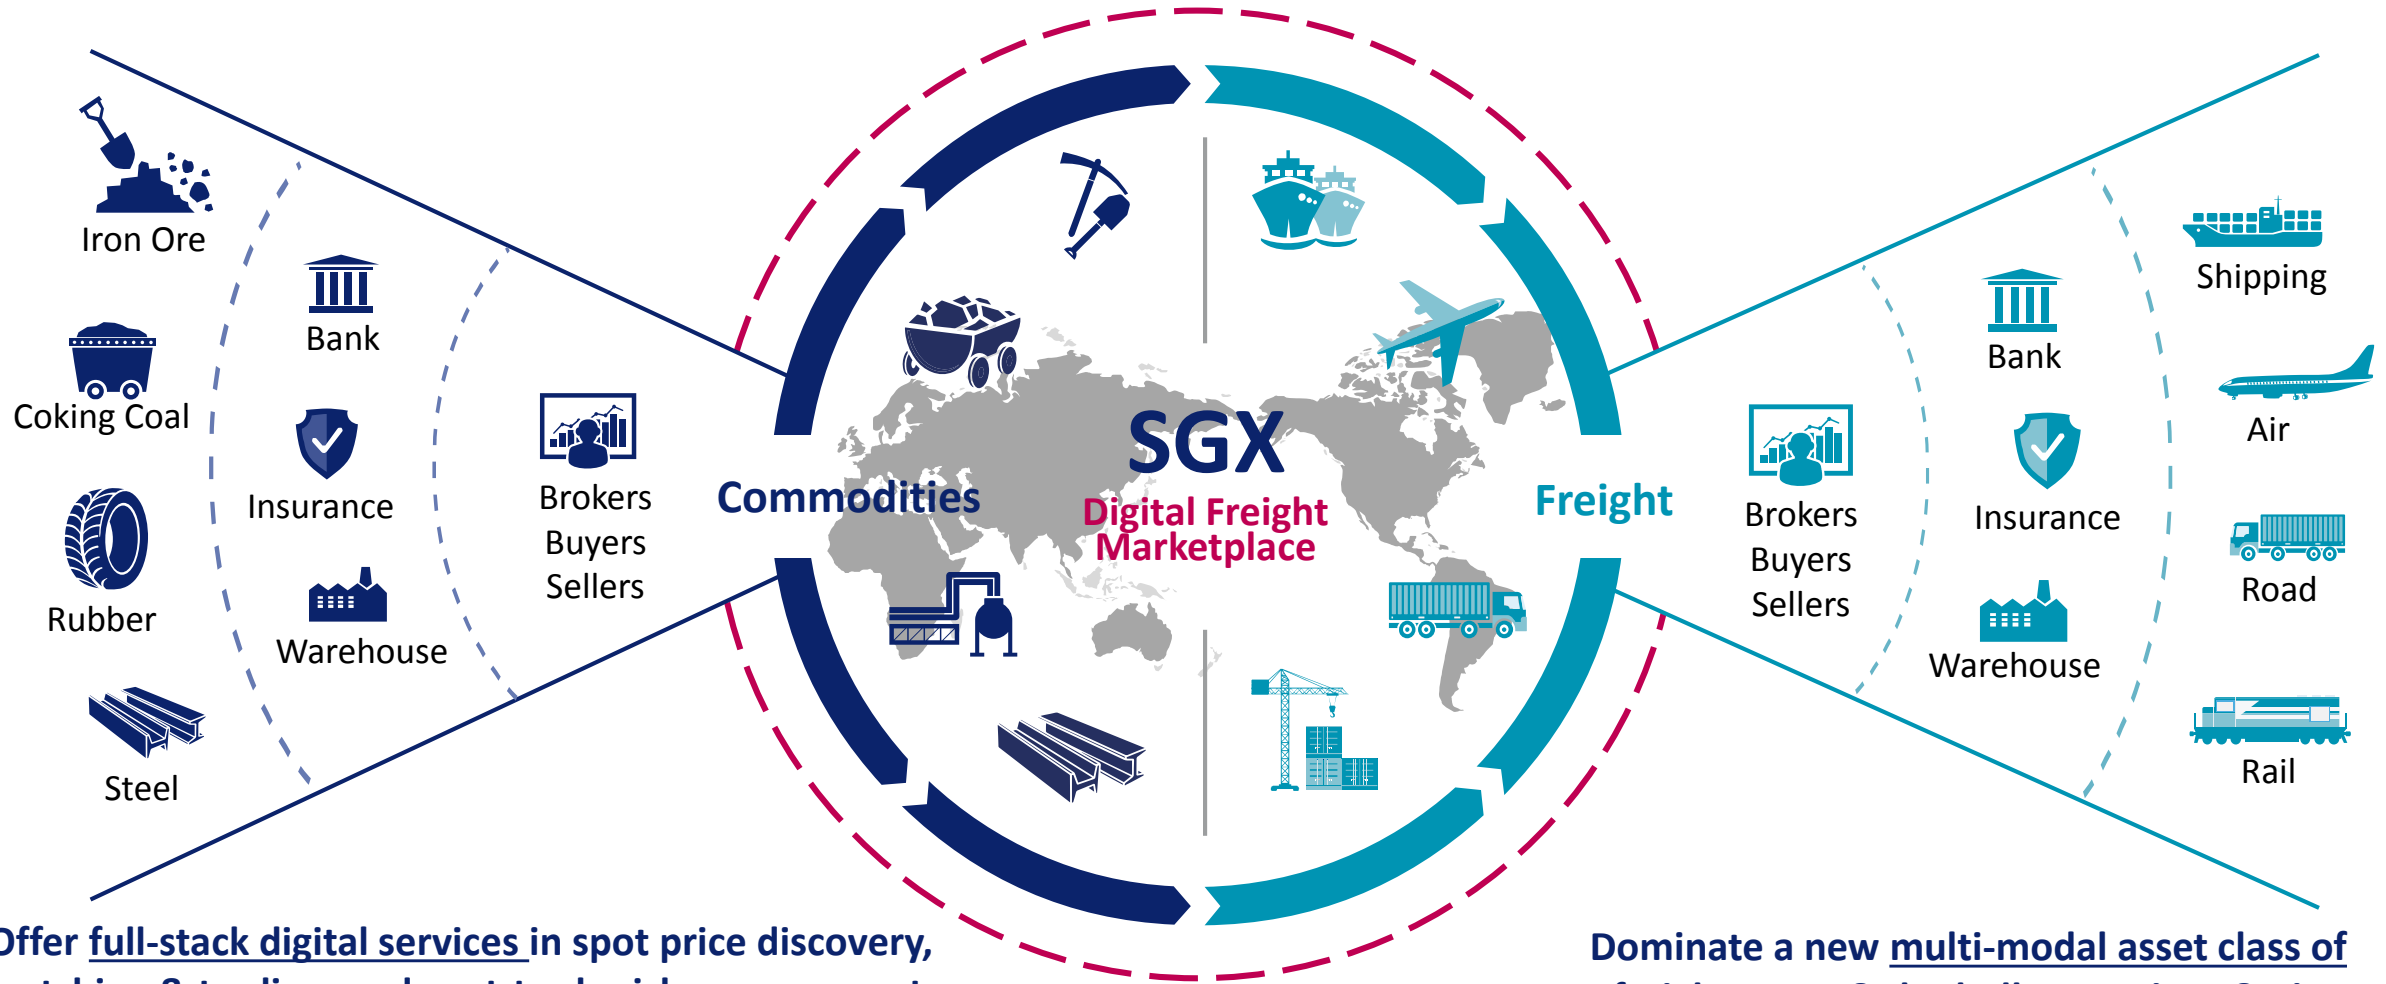 Iron Ore
Coking Coal
Rubber
Steel
Bank
Insurance
Warehouse
Brokers
Buyers
Sellers
Commodities
SGX
Digital Freight
Marketplace
Freight
Brokers
Buyers
Sellers
Bank
Insurance
Warehouse
Shipping
Air
Road
Rail
Offer full-stack digital services in spot price discovery,
Dominate a new multi-modal asset class of